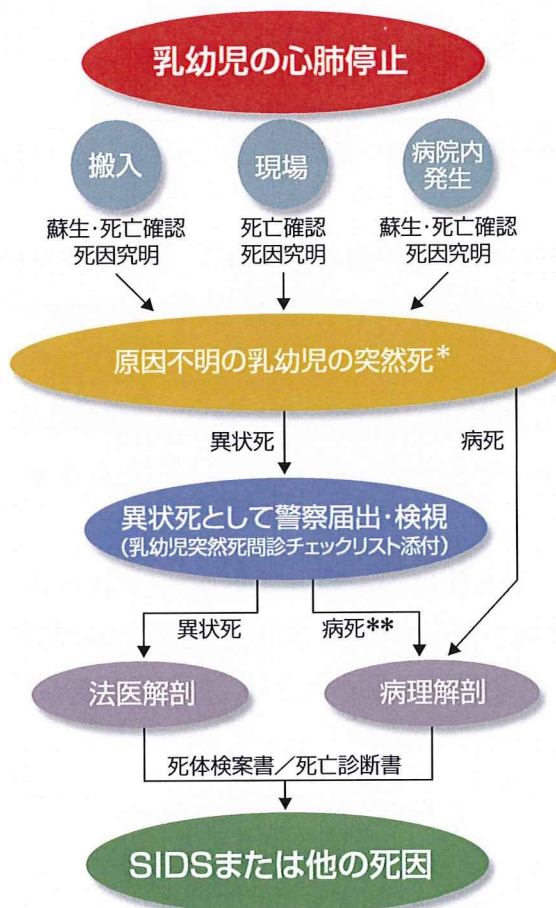 乳幼児の心肺停止
搬入
現場
病院内
発生
蘇生・死亡確認
死因究明
死亡確認
死因究明
蘇生・死亡確認
死因究明
原因不明の乳幼児の突然死*
異状死
病死
異状死として警察届出・検視
(乳幼児突然死問診チェックリスト添付)
異状死
病死**
法医解剖
病理解剖
死体検案書/死亡診断書
SIDSまたは他の死因